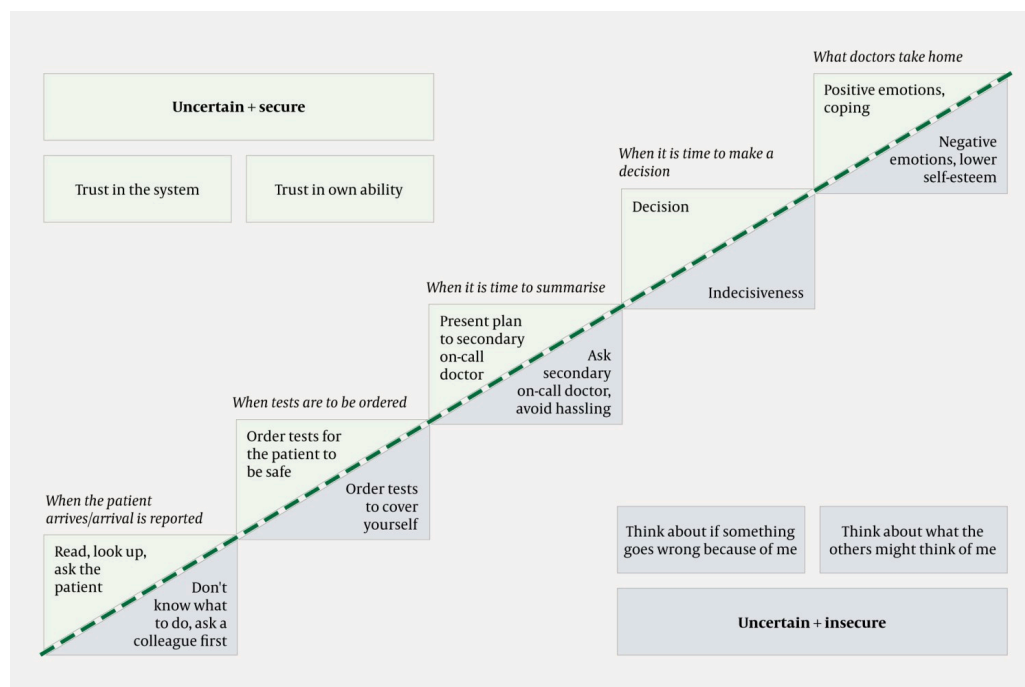 What doctors take home
Positive emotions,
coping
Negative
emotions, lower
self-esteem
Uncertain + secure
Trust in the system
Trust in own ability
When it is time to make a
decision
Decision
Indecisiveness
When it is time to summarise
Present plan
to secondary
on-call
doctor
Ask
secondary
on-call doctor,
avoid hassling
When tests are to be ordered
Order tests for
the patient to
be safe
Order tests
to cover
yourself
When the patient
arrives/arrival is reported
Read, look up,
ask the
patient
Don't
know what
to do, ask a
colleague first
Think about if something
goes wrong because of me
Think about what the
others might think of me
Uncertain + insecure